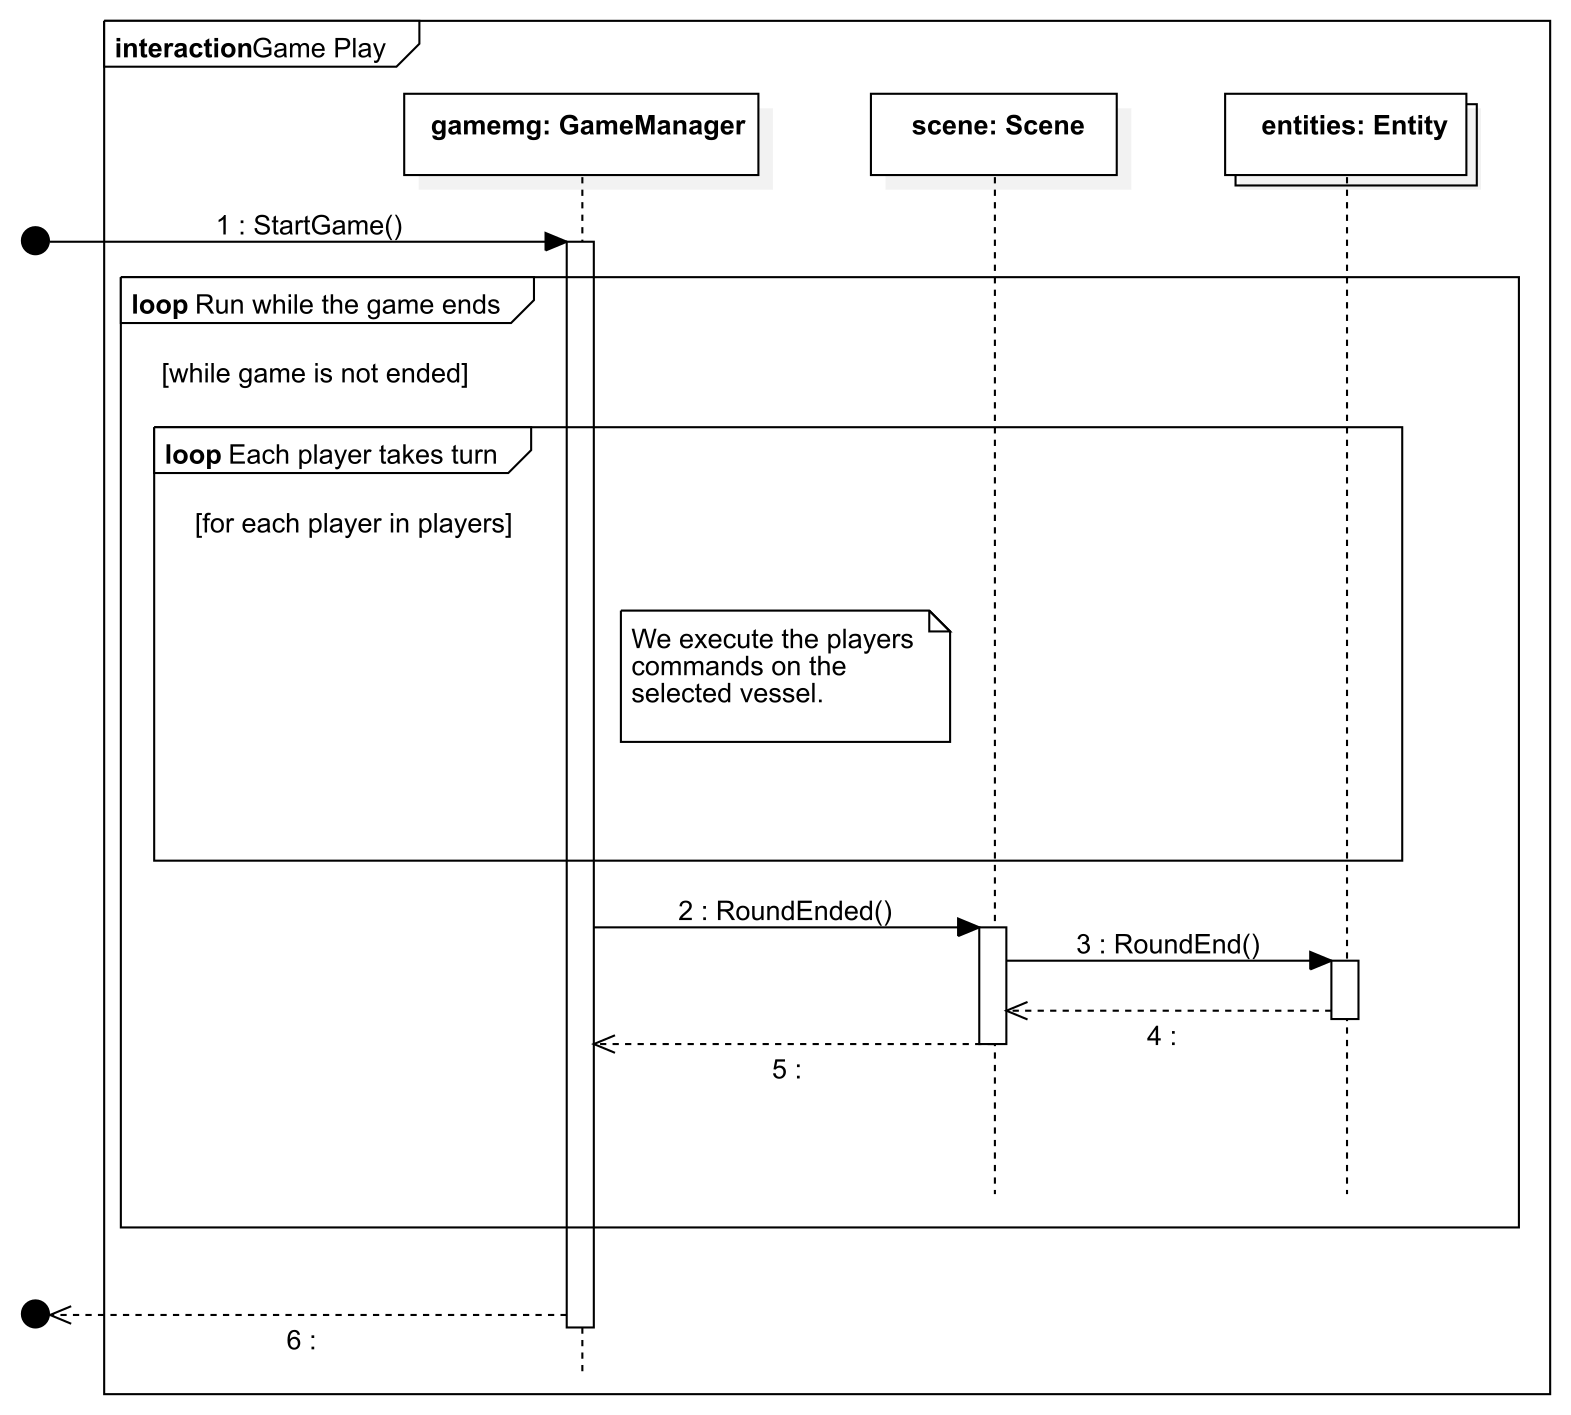 interactionGame Play
gamemg: GameManager
scene: Scene
entities: Entity
1 : StartGame()
loop Run while the game ends
[while game is not ended]
loop Each player takes turn
[for each player in players]
We execute the players
commands on the
selected vessel.
2 : RoundEnded()
3 : RoundEnd()
4 :
5 :
6 :